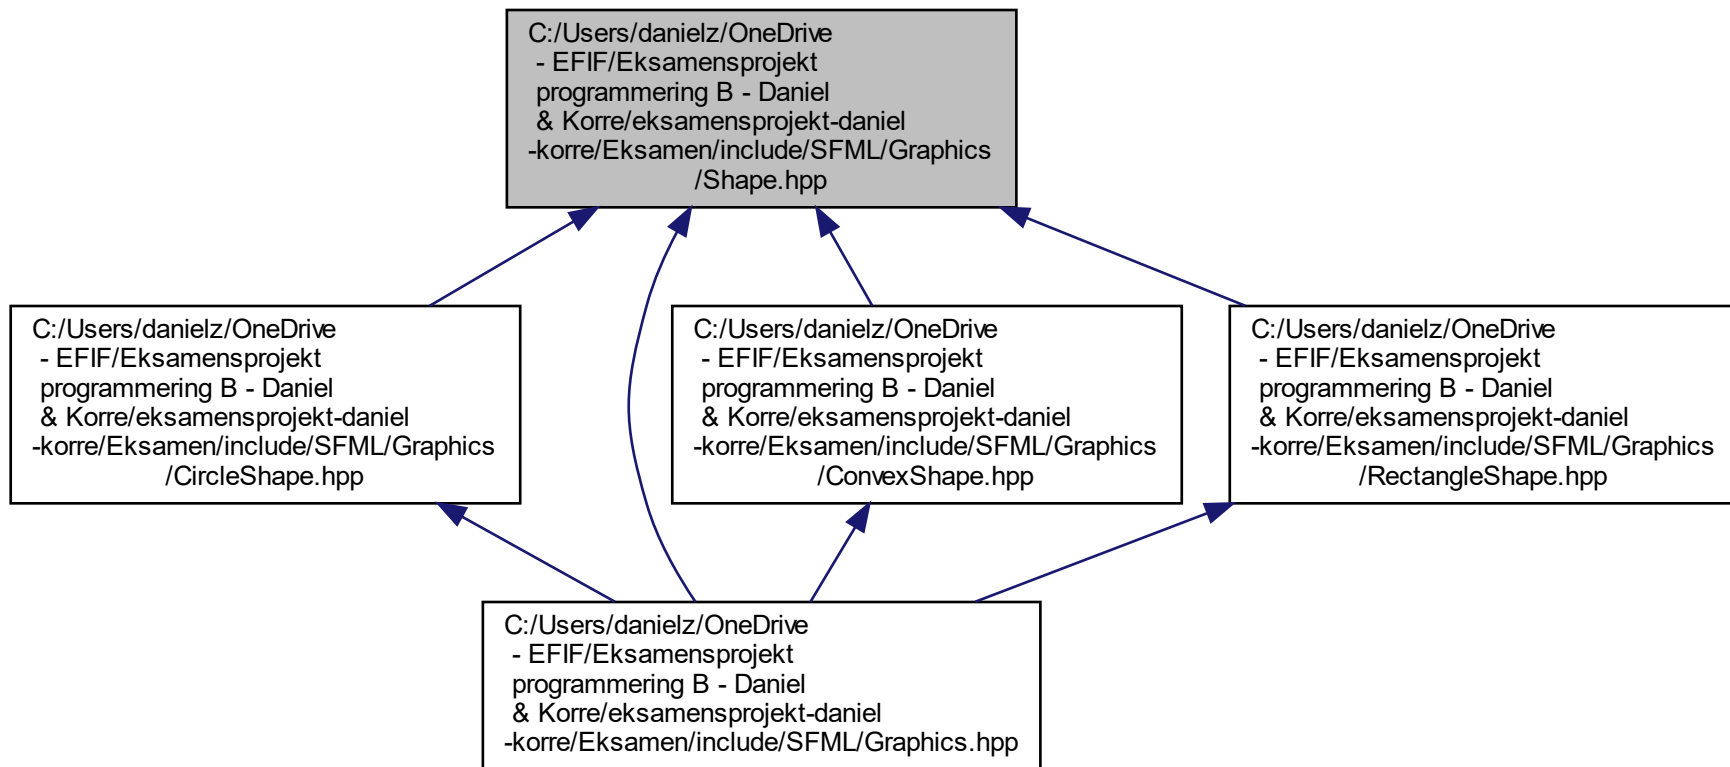 C:/Users/danielz/OneDrive
- EFIF/Eksamensprojekt
programmering B - Daniel
& Korre/eksamensprojekt-daniel
-korre/Eksamen/include/SFML/Graphics
/Shape.hpp
C:/Users/danielz/OneDrive
- EFIF/Eksamensprojekt
programmering B - Daniel
& Korre/eksamensprojekt-daniel
-korre/Eksamen/include/SFML/Graphics
/CircleShape.hpp
C:/Users/danielz/OneDrive
- EFIF/Eksamensprojekt
programmering B - Daniel
& Korre/eksamensprojekt-daniel
-korre/Eksamen/include/SFML/Graphics
/ConvexShape.hpp
C:/Users/danielz/OneDrive
- EFIF/Eksamensprojekt
programmering B - Daniel
& Korre/eksamensprojekt-daniel
-korre/Eksamen/include/SFML/Graphics
/RectangleShape.hpp
C:/Users/danielz/OneDrive
- EFIF/Eksamensprojekt
programmering B - Daniel
& Korre/eksamensprojekt-daniel
-korre/Eksamen/include/SFML/Graphics.hpp